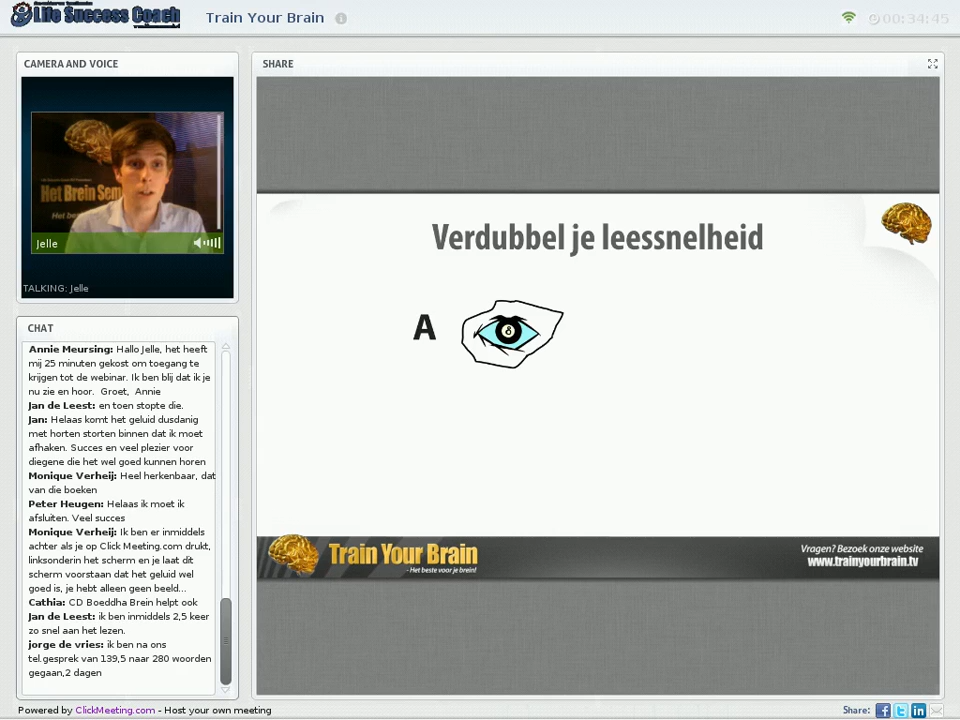 Life Success Coach
Train Your Brain
00:34:45
CAMERA AND VOICE
SHARE
Het Brein Sem
Jelle
TALKING: Jelle
Verdubbel je leessnelheid
A
8
CHAT
Annie Meursing: Hallo Jelle, het heeft
mij 25 minuten gekost om toegang te
krijgen tot de webinar. Ik ben blij dat ik je
nu zie en hoor. Groet, Annie
Jan de Leest: en toen stopte die.
Jan: Helaas komt het geluid dusdanig
met horten storten binnen dat ik moet
afhaken. Succes en veel plezier voor
diegene die het wel goed kunnen horen
Monique Verheij: Heel herkenbaar, dat
van die boeken
Peter Heugen: Helaas ik moet ik
afsluiten. Veel succes
Monique Verheij: Ik ben er inmiddels
achter als je op Click Meeting.com drukt,
linksonderin het scherm en je laat dit
scherm voorstaan dat het geluid wel
goed is, je hebt alleen geen beeld...
Cathia: CD Boeddha Brein helpt ook
Jan de Leest: ik ben inmiddels 2,5 keer
zo snel aan het lezen.
jorge de vries: ik ben na ons
tel.gesprek van 139,5 naar 280 woorden
gegaan,2 dagen
Train Your Brain
- Het beste voor je brein!
Vragen? Bezoek onze website
www.trainyourbrain.tv
Powered by ClickMeeting.com - Host your own meeting
Share: